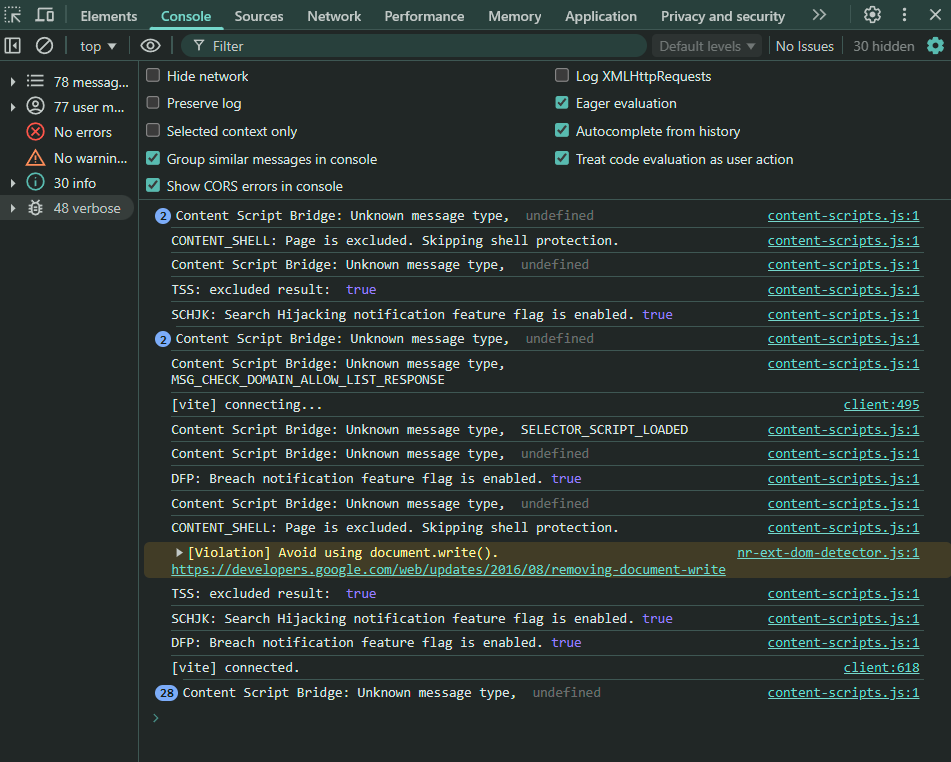 Elements Console Sources Network Performance Memory Application Privacy and security
top Filter Default levels No Issues 30 hidden
78 messag...
77 user m...
No errors
No warnin...
30 info
48 verbose
Hide network
Log XMLHttpRequests
Preserve log
Eager evaluation
Selected context only
Autocomplete from history
Group similar messages in console
Treat code evaluation as user action
Show CORS errors in console
2 Content Script Bridge: Unknown message type, undefined content-scripts.js:1
CONTENT_SHELL: Page is excluded. Skipping shell protection. content-scripts.js:1
Content Script Bridge: Unknown message type, undefined content-scripts.js:1
TSS: excluded result: true content-scripts.js:1
SCHJK: Search Hijacking notification feature flag is enabled. true content-scripts.js:1
2 Content Script Bridge: Unknown message type, undefined content-scripts.js:1
Content Script Bridge: Unknown message type, content-scripts.js:1
MSG_CHECK_DOMAIN_ALLOW_LIST_RESPONSE
[vite] connecting... client:495
Content Script Bridge: Unknown message type, SELECTOR_SCRIPT_LOADED content-scripts.js:1
Content Script Bridge: Unknown message type, undefined content-scripts.js:1
DFP: Breach notification feature flag is enabled. true content-scripts.js:1
Content Script Bridge: Unknown message type, undefined content-scripts.js:1
CONTENT_SHELL: Page is excluded. Skipping shell protection. content-scripts.js:1
[Violation] Avoid using document.write(). nr-ext-dom-detector.js:1
https://developers.google.com/web/updates/2016/08/removing-document-write
TSS: excluded result: true content-scripts.js:1
SCHJK: Search Hijacking notification feature flag is enabled. true content-scripts.js:1
DFP: Breach notification feature flag is enabled. true content-scripts.js:1
[vite] connected. client:618
28 Content Script Bridge: Unknown message type, undefined content-scripts.js:1